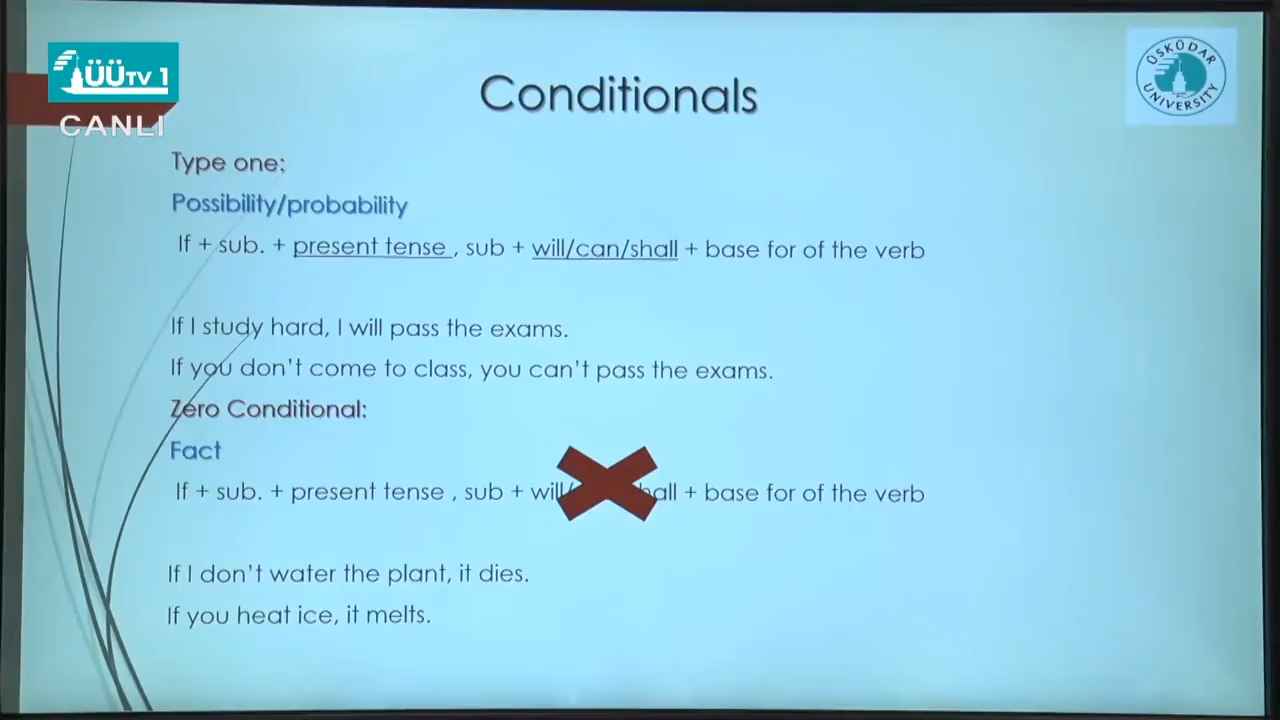 ÜÜTV 1
CANLI
ÜSKÜDAR
UNIVERSITY
Conditionals
Type one;
Possibility/probability
If + sub. + present tense , sub + will/can/shall + base for of the verb
If I study hard, I will pass the exams.
If you don't come to class, you can't pass the exams.
Zero Conditional:
Fact
If + sub. + present tense , sub + will/ all + base for of the verb
If I don't water the plant, it dies.
If you heat ice, it melts.